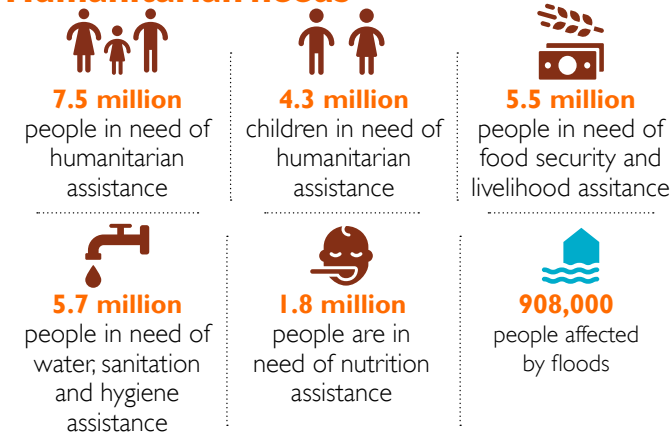 Humanitarian needs
7.5 million
people in need of
humanitarian
assistance
4.3 million
children in need of
humanitarian
assistance
5.5 million
people in need of
food security and
livelihood assitance
5.7 million
people in need of
water, sanitation
and hygiene
assistance
1.8 million
people are in
need of nutrition
assistance
908,000
people affected
by floods